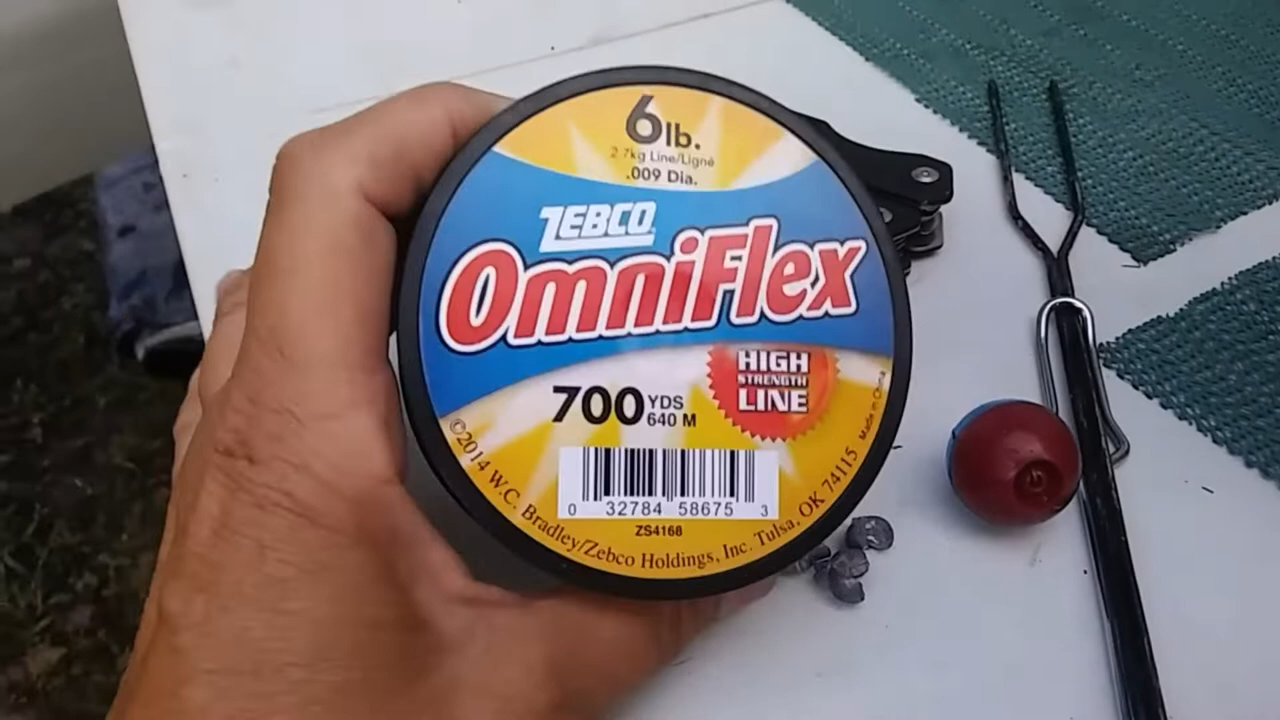 6lb.
2.7kg Line/Ligne
.009 Dia.
ZEBCO
OmniFlex
HIGH
STRENGTH
LINE
700 YDS
640 M
Made in China
0 32784 58675 3
ZS4168
©2014 W.C. Bradley/Zebco Holdings, Inc. Tulsa, OK 74115